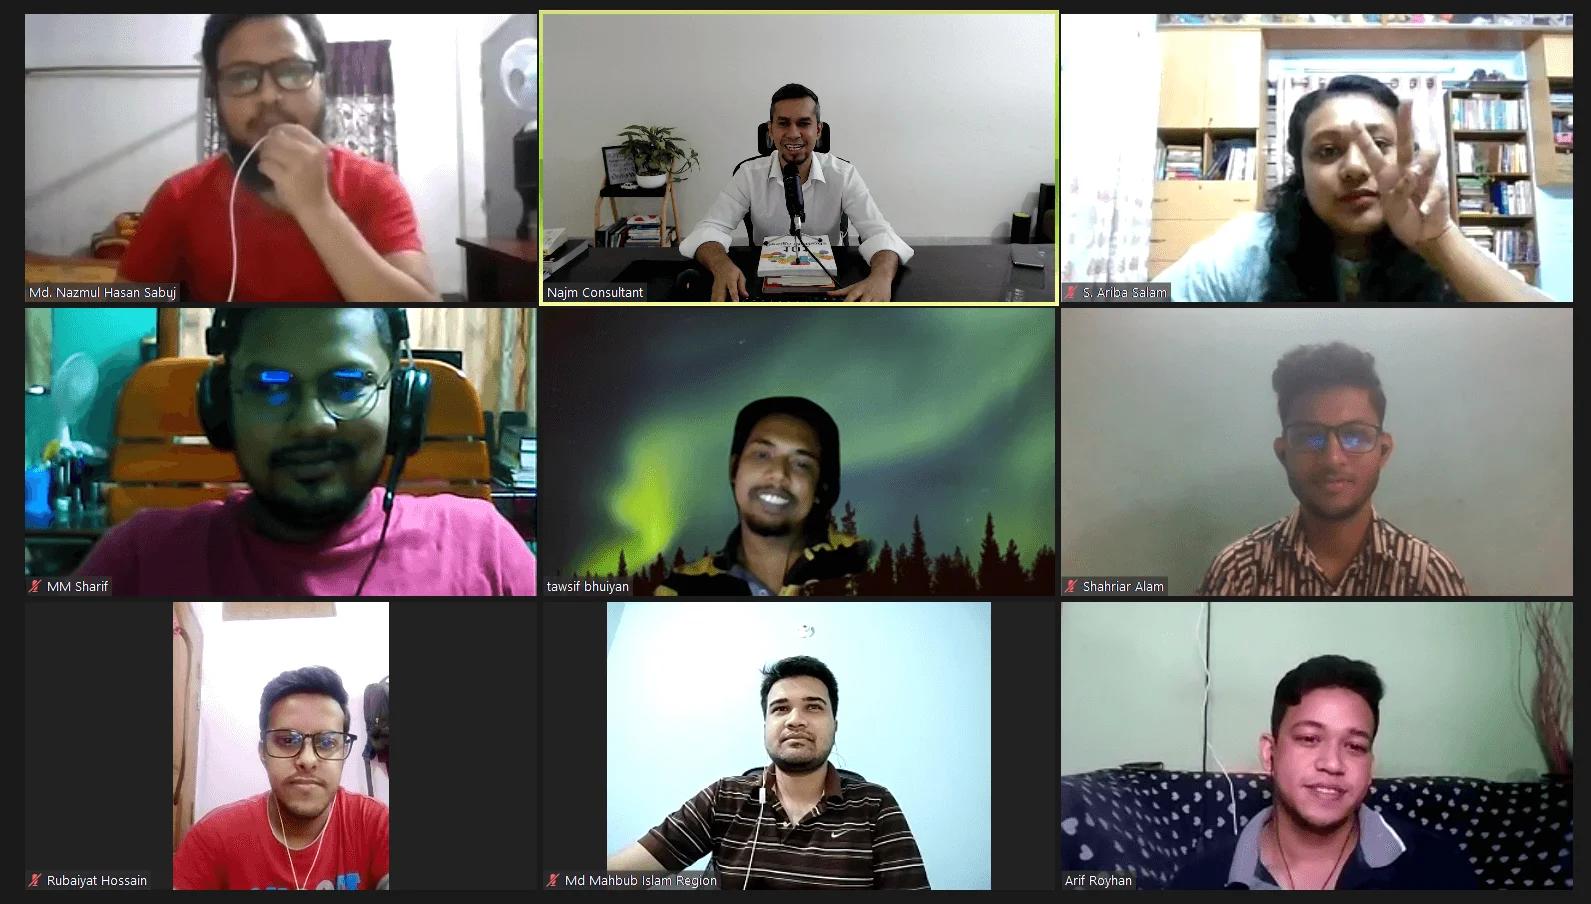 Md. Nazmul Hasan Sabuj
Najm Consultant
S. Ariba Salam
MM Sharif
tawsif bhuiyan
Shahriar Alam
Rubaiyat Hossain
Md Mahbub Islam Region
Arif Royhan